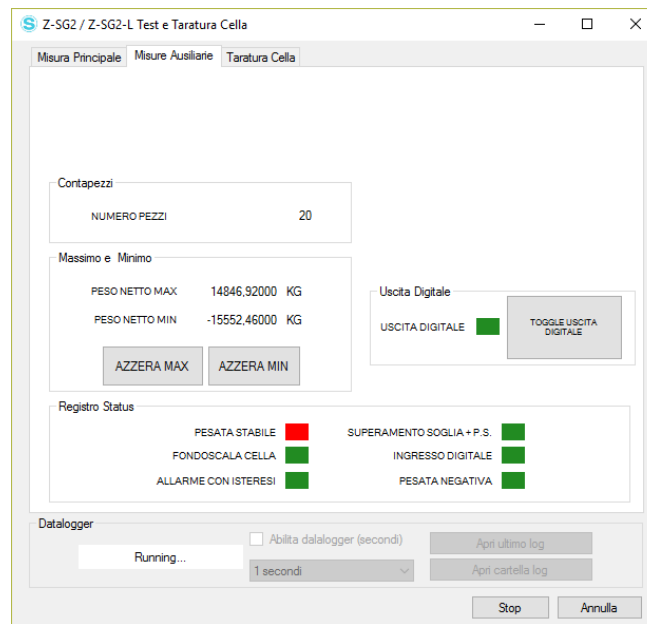 Z-SG2 / Z-SG2-L Test e Taratura Cella
Misura Principale Misure Ausiliarie Taratura Cella
Contapezzi
NUMERO PEZZI 20
Massimo e Minimo
PESO NETTO MAX 14846,92000 KG
PESO NETTO MIN -15552,46000 KG
AZZERA MAX AZZERA MIN
Uscita Digitale
USCITA DIGITALE
TOGGLE USCITA
DIGITALE
Registro Status
PESATA STABILE SUPERAMENTO SOGLIA + P.S.
FONDOSCALA CELLA INGRESSO DIGITALE
ALLARME CON ISTERESI PESATA NEGATIVA
Datalogger
Running...
Abilita dalalogger (secondi)
1 secondi
Apri ultimo log
Apri cartella log
Stop Annulla